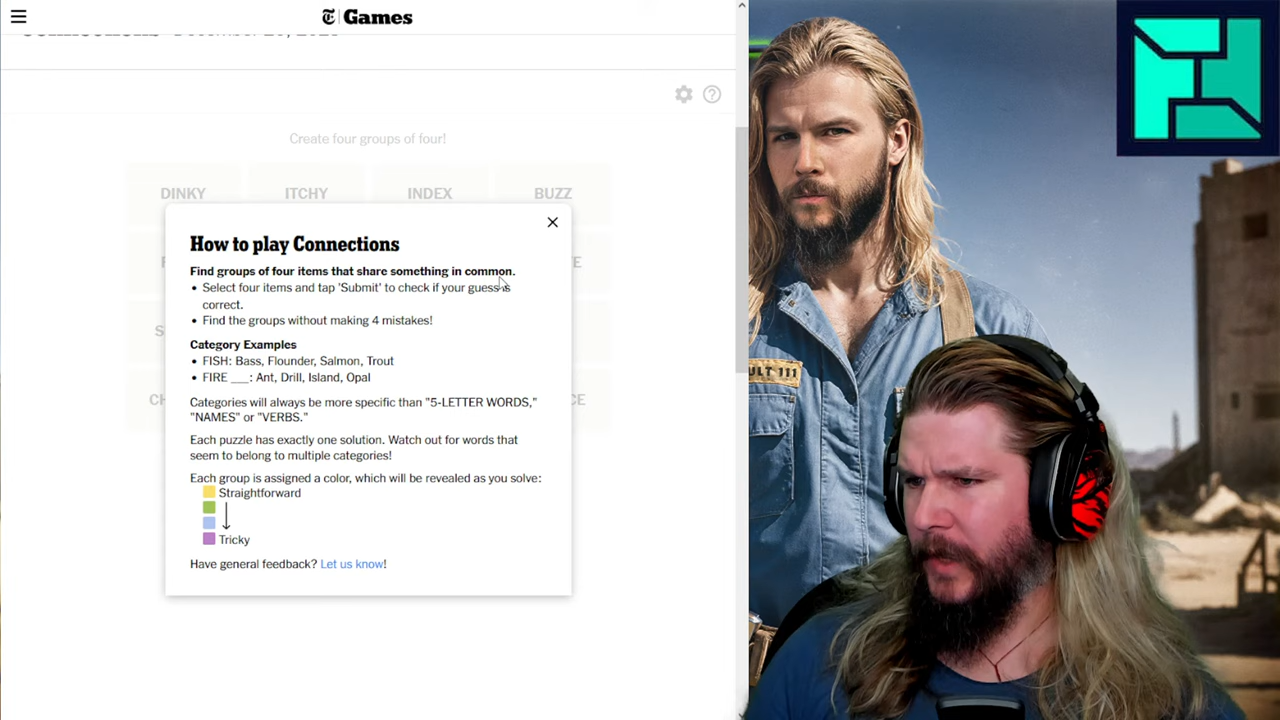 Games
Create four groups of four!
DINKY ITCHY INDEX BUZZ
How to play Connections
Find groups of four items that share something in common.
• Select four items and tap 'Submit' to check if your guess is
correct.
• Find the groups without making 4 mistakes!
Category Examples
• FISH: Bass, Flounder, Salmon, Trout
• FIRE ___: Ant, Drill, Island, Opal
Categories will always be more specific than "5-LETTER WORDS,"
"NAMES" or "VERBS."
Each puzzle has exactly one solution. Watch out for words that
seem to belong to multiple categories!
Each group is assigned a color, which will be revealed as you solve:
Straightforward
Tricky
Have general feedback? Let us know!
ULT 111